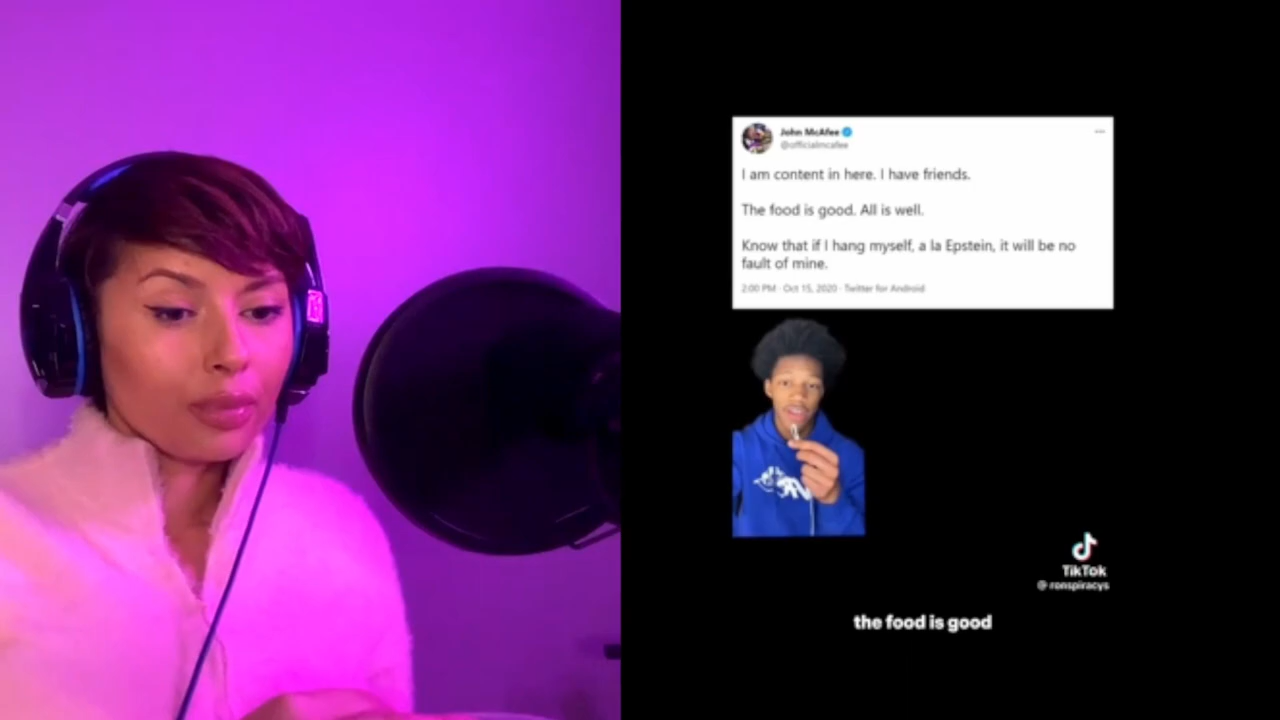 John McAfee
@officialmcafee
I am content in here. I have friends.
The food is good. All is well.
Know that if I hang myself, a la Epstein, it will be no
fault of mine.
2:00 PM · Oct 15, 2020 · Twitter for Android
TikTok
@ ronspiracys
the food is good